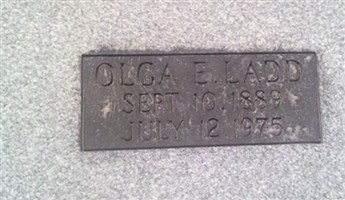 OLGA E. LADD
SEPT. 10, 1889
JULY 12 1975